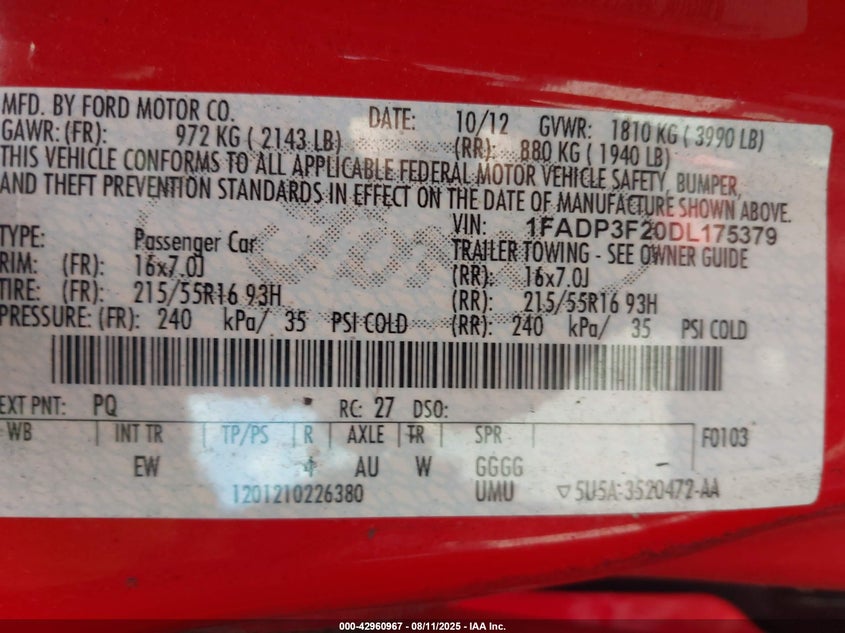 MFD. BY FORD MOTOR CO. DATE: 10/12 GVWR: 1810 KG ( 3990 LB)
GAWR: (FR): 972 KG ( 2143 LB) (RR): 880 KG ( 1940 LB)
THIS VEHICLE CONFORMS TO ALL APPLICABLE FEDERAL MOTOR VEHICLE SAFETY, BUMPER,
AND THEFT PREVENTION STANDARDS IN EFFECT ON THE DATE OF MANUFACTURE SHOWN ABOVE.
VIN: 1FADP3F20DL175379
TYPE: Passenger Car TRAILER TOWING - SEE OWNER GUIDE
RIM: (FR): 16x7.0J (RR): 16x7.0J
TIRE: (FR): 215/55R16 93H (RR): 215/55R16 93H
PRESSURE: (FR): 240 kPa/ 35 PSI COLD (RR): 240 kPa/ 35 PSI COLD
EXT PNT: PQ RC: 27 DSO:
WB INT TR TP/PS R AXLE TR SPR F0103
EW 4 AU W GGGG
1201210226380 UMU ▽ 5U5A-3520472-AA
000-42960967 - 08/11/2025 - IAA Inc.